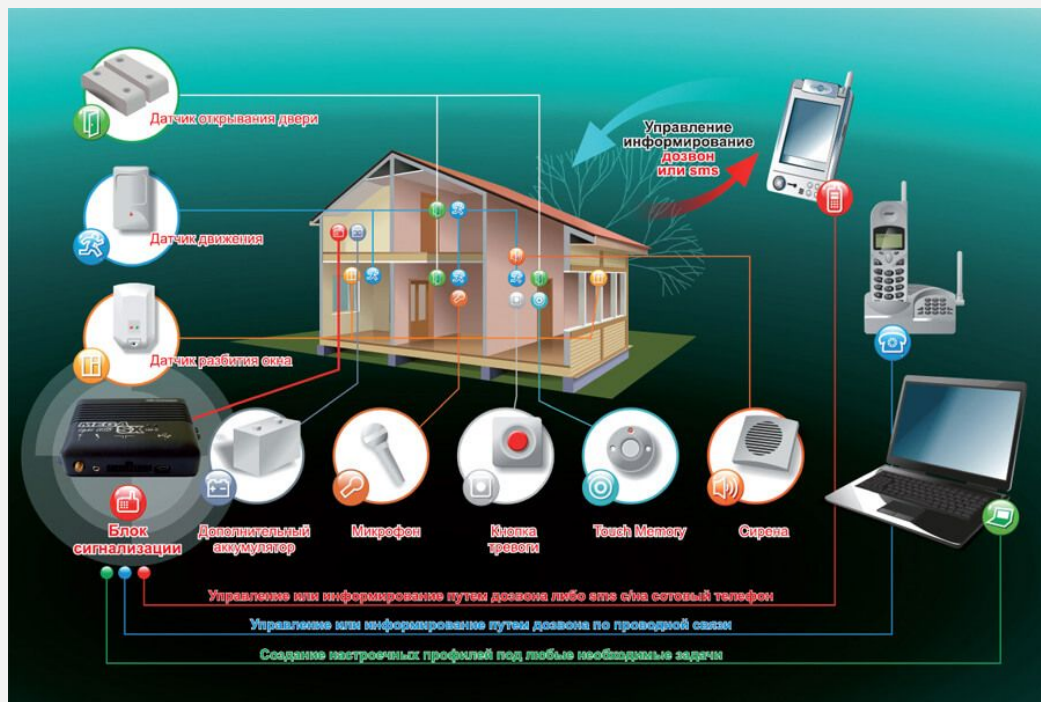 Датчик открывания двери
Управление
информирование
дозвон
или sms
Датчик движения
Датчик разбития окна
MEGA
SX
Блок
сигнализации
Дополнительный
аккумулятор
Микрофон
Кнопка
тревоги
Touch Memory
Сирена
Управление или информирование путем дозвона либо sms с/на сотовый телефон
Управление или информирование путем дозвона по проводной связи
Создание настроечных профилей под любые необходимые задачи